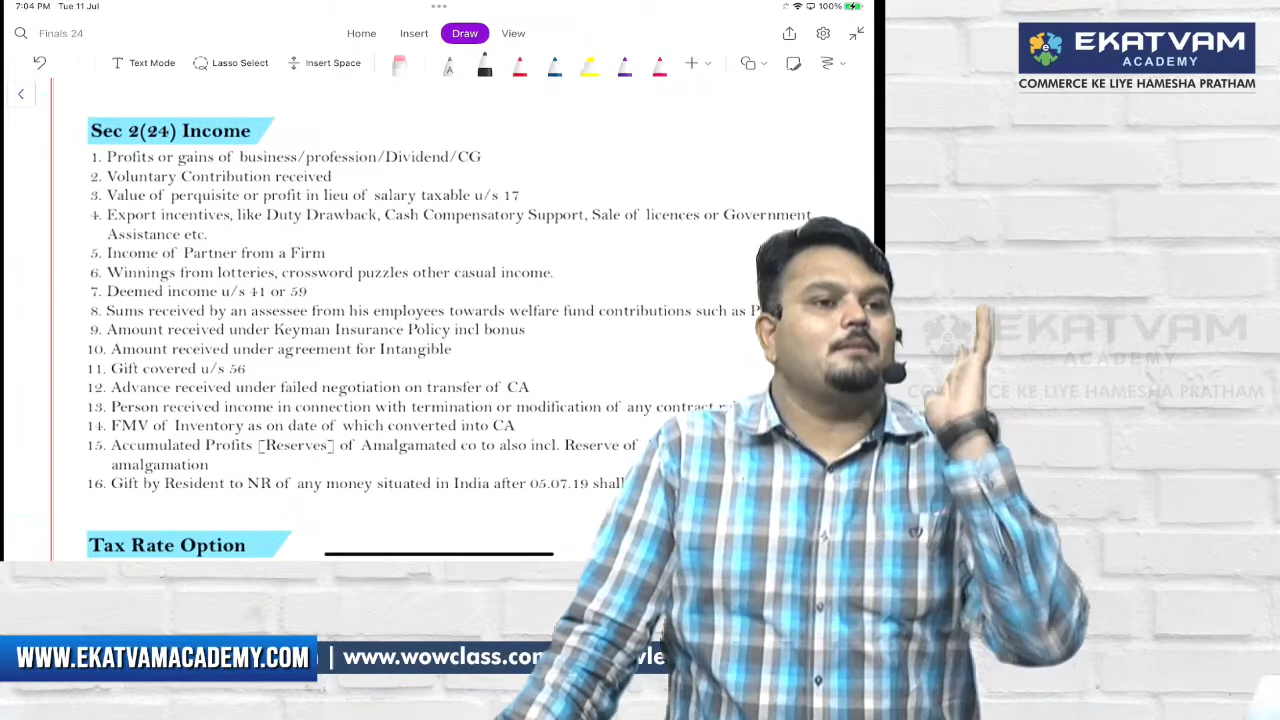 7:04 PM Tue 11 Jul
100%
Finals 24
Home Insert Draw View
Text Mode Lasso Select Insert Space
EKATVAM
ACADEMY
COMMERCE KE LIYE HAMESHA PRATHAM
Sec 2(24) Income
1. Profits or gains of business/profession/Dividend/CG
2. Voluntary Contribution received
3. Value of perquisite or profit in lieu of salary taxable u/s 17
4. Export incentives, like Duty Drawback, Cash Compensatory Support, Sale of licences or Government
Assistance etc.
5. Income of Partner from a Firm
6. Winnings from lotteries, crossword puzzles other casual income.
7. Deemed income u/s 41 or 59
8. Sums received by an assessee from his employees towards welfare fund contributions such as
9. Amount received under Keyman Insurance Policy incl bonus
10. Amount received under agreement for Intangible
11. Gift covered u/s 56
12. Advance received under failed negotiation on transfer of CA
13. Person received income in connection with termination or modification of any contract
14. FMV of Inventory as on date of which converted into CA
15. Accumulated Profits [Reserves] of Amalgamated co to also incl. Reserve of
amalgamation
16. Gift by Resident to NR of any money situated in India after 05.07.19
Tax Rate Option
EKATVAM
ACADEMY
COMMERCE KE LIYE HAMESHA PRATHAM
WWW.EKATVAMACADEMY.COM | www.wowclass.com